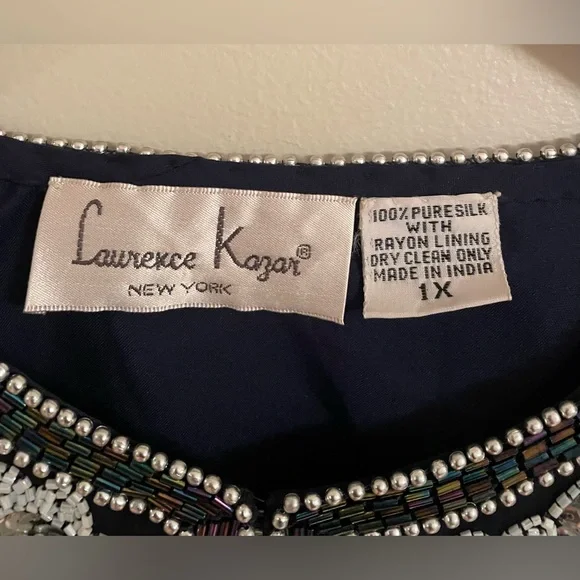 Laurence Kazar®
NEW YORK
100% PURE SILK
WITH
RAYON LINING
DRY CLEAN ONLY
MADE IN INDIA
1X